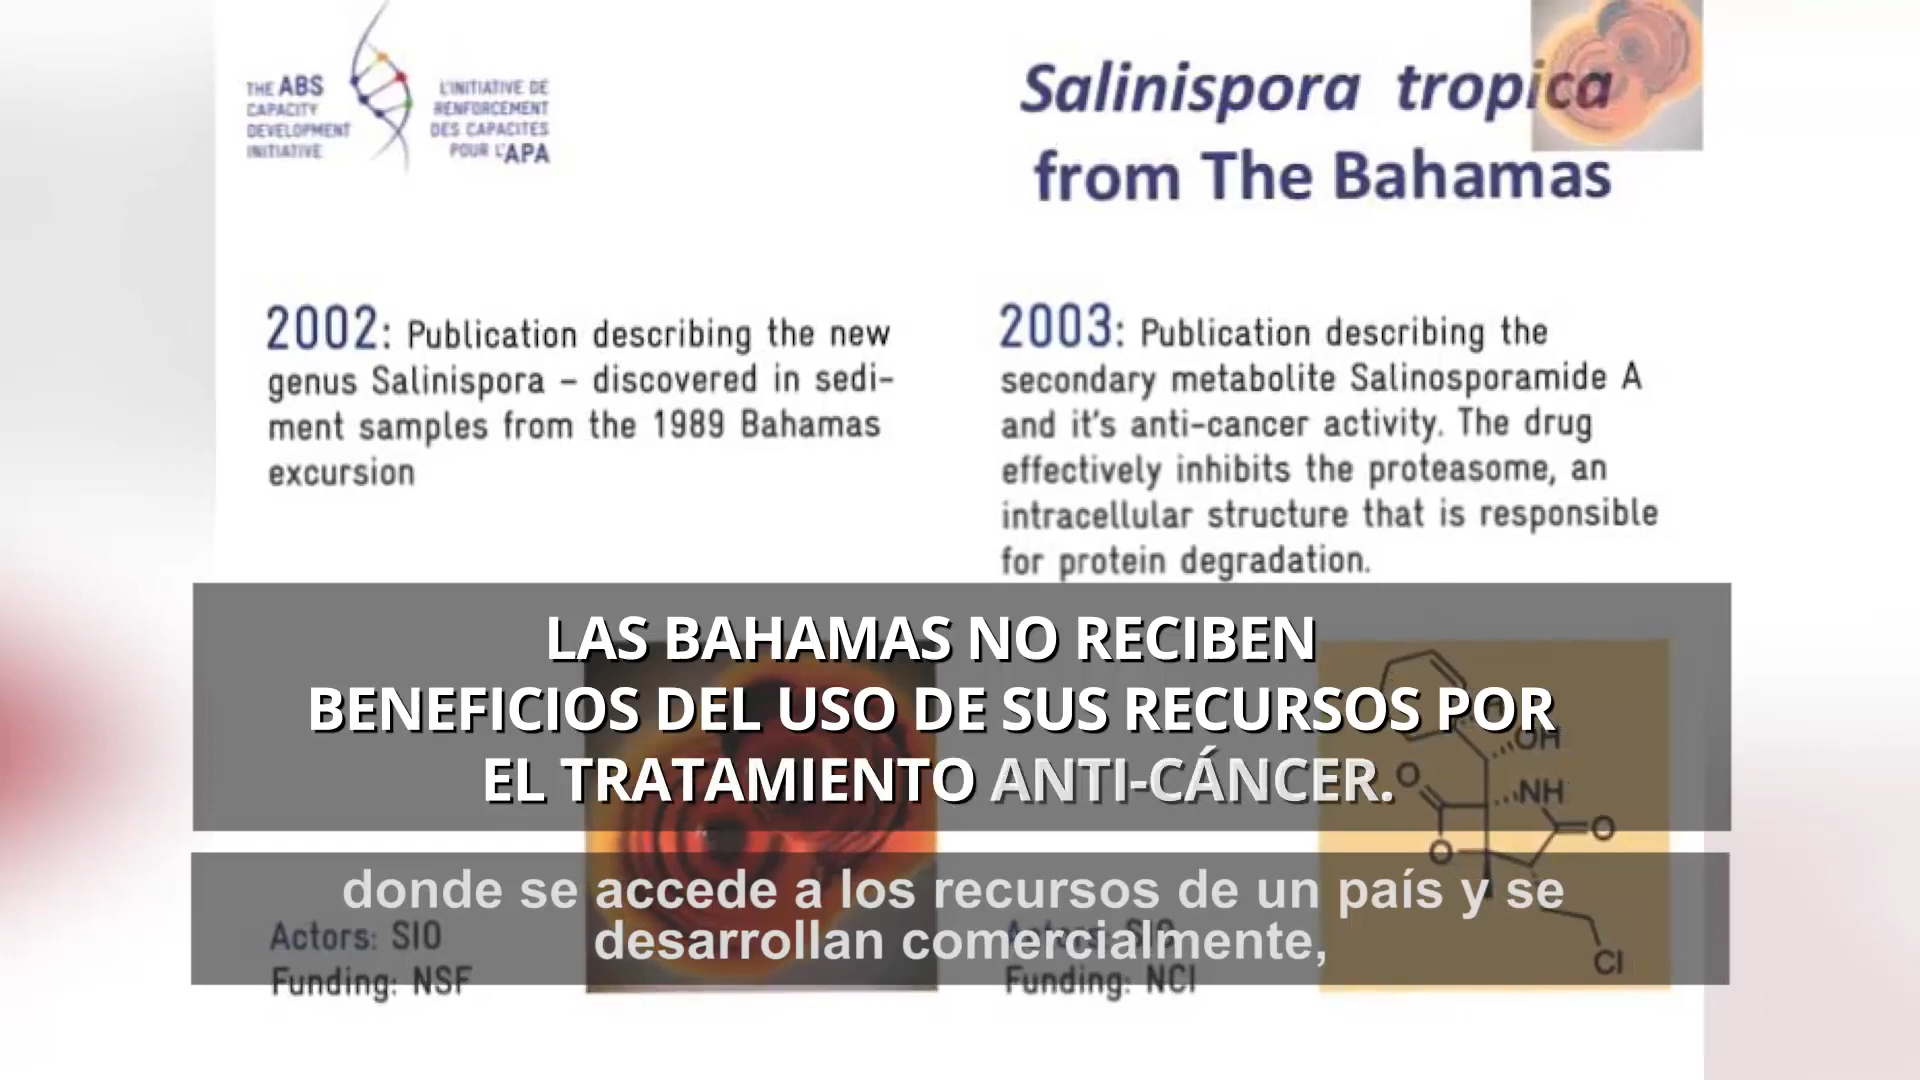 THE ABS
CAPACITY
DEVELOPMENT
INITIATIVE
L'INITIATIVE DE
RENFORCEMENT
DES CAPACITES
POUR L'APA
Salinispora tropica
from The Bahamas
2002: Publication describing the new
genus Salinispora – discovered in sedi-
ment samples from the 1989 Bahamas
excursion
2003: Publication describing the
secondary metabolite Salinosporamide A
and it's anti-cancer activity. The drug
effectively inhibits the proteasome, an
intracellular structure that is responsible
for protein degradation.
LAS BAHAMAS NO RECIBEN
BENEFICIOS DEL USO DE SUS RECURSOS POR
EL TRATAMIENTO ANTI-CÁNCER.
OH
O
NH
O
O
Cl
donde se accede a los recursos de un país y se
desarrollan comercialmente,
Actors: SIO
Funding: NSF
Actors: SIO
Funding: NCI